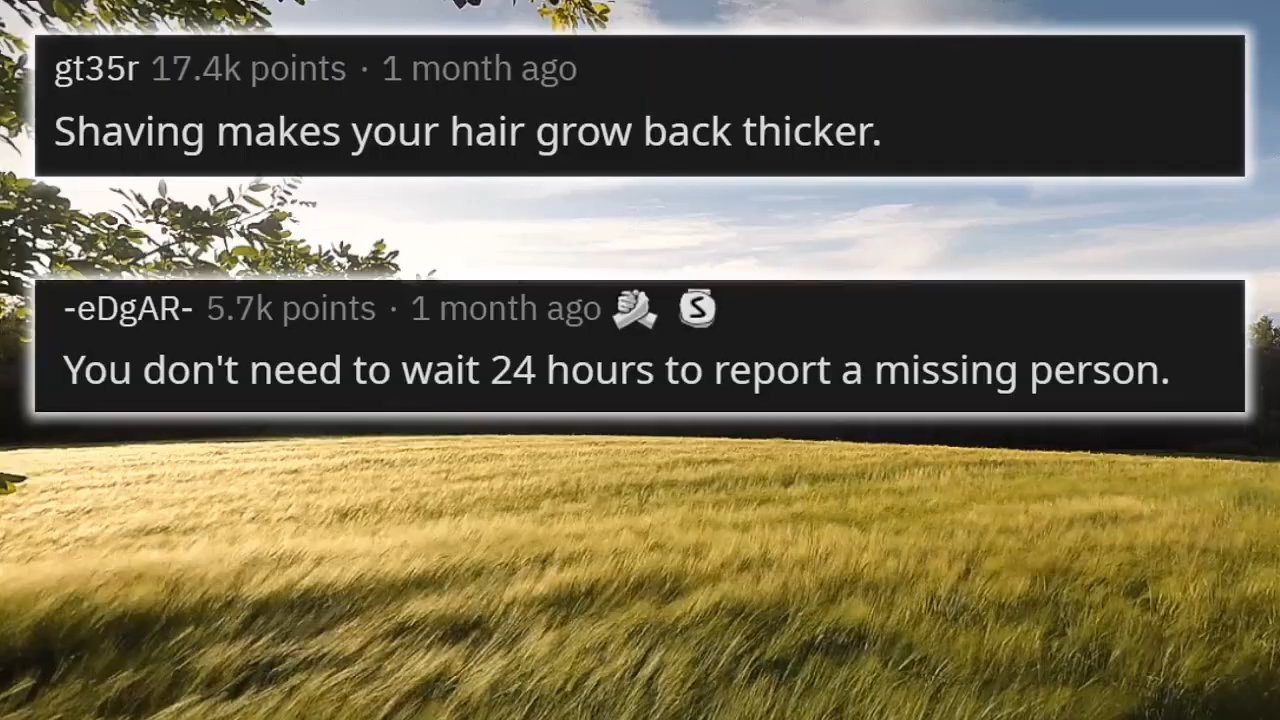 gt35r 17.4k points · 1 month ago
Shaving makes your hair grow back thicker.
-eDgAR- 5.7k points · 1 month ago
You don't need to wait 24 hours to report a missing person.